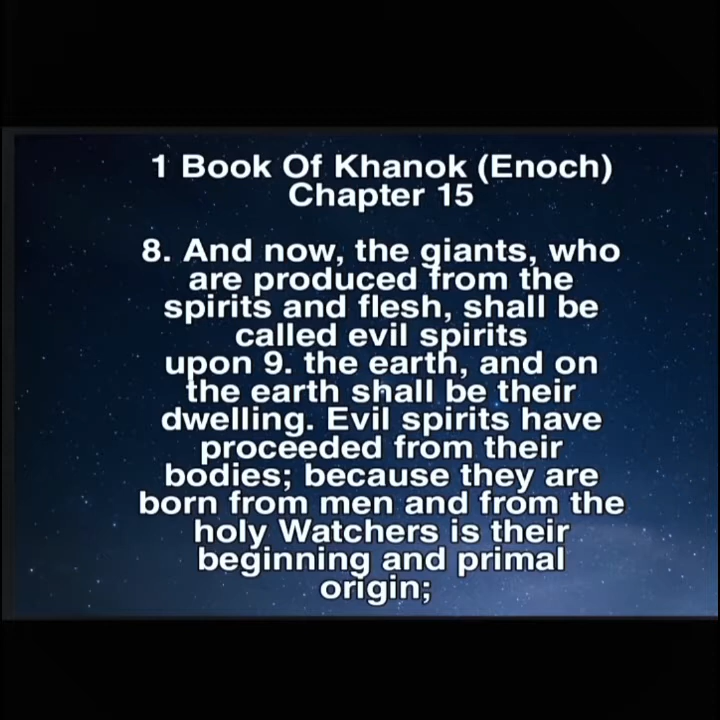 1 Book Of Khanok (Enoch)
Chapter 15
8. And now, the giants, who
are produced from the
spirits and flesh, shall be
called evil spirits
upon 9. the earth, and on
the earth shall be their
dwelling. Evil spirits have
proceeded from their
bodies; because they are
born from men and from the
holy Watchers is their
beginning and primal
origin;